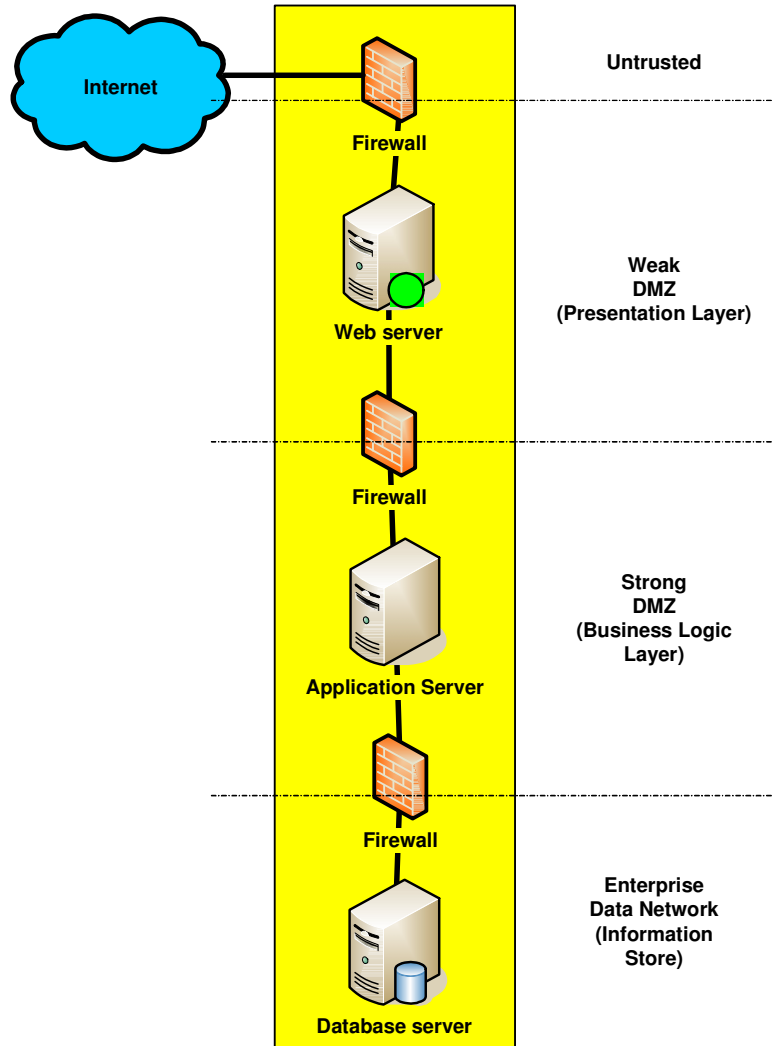 Internet
Untrusted
Firewall
Weak
DMZ
(Presentation Layer)
Web server
Firewall
Strong
DMZ
(Business Logic
Layer)
Application Server
Firewall
Enterprise
Data Network
(Information
Store)
Database server